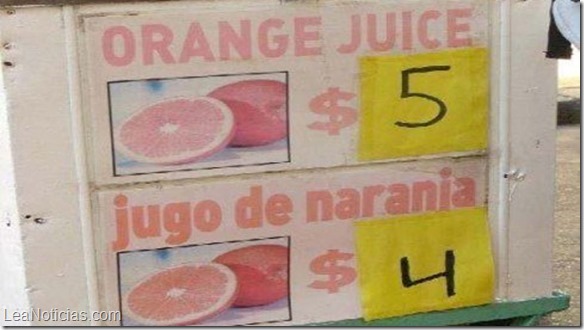 ORANGE JUICE
$ 5
jugo de narania
$ 4
LeaNoticias.com